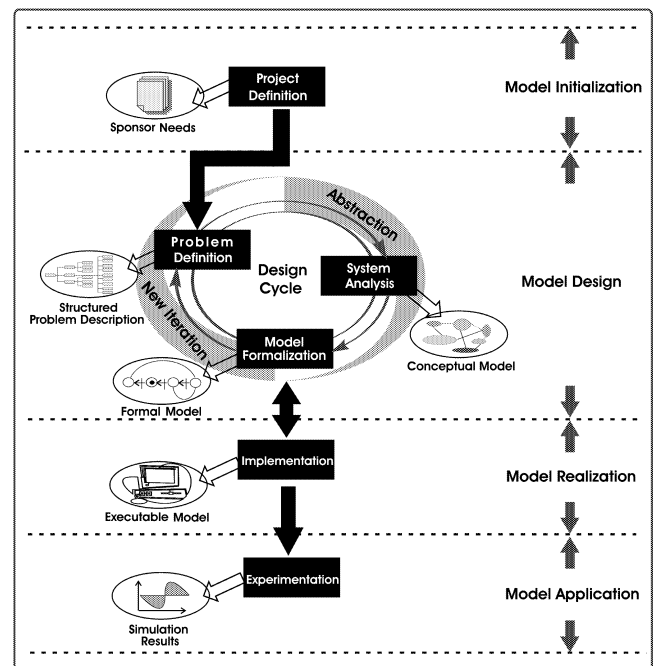 Project
Definition
Model Initialization
Sponsor Needs
Abstraction
Problem
Definition
Design
Cycle
System
Analysis
Model Design
Structured
Problem Description
New Iteration
Model
Formalization
Conceptual Model
Formal Model
Implementation
Model Realization
Executable Model
Experimentation
Model Application
Simulation
Results